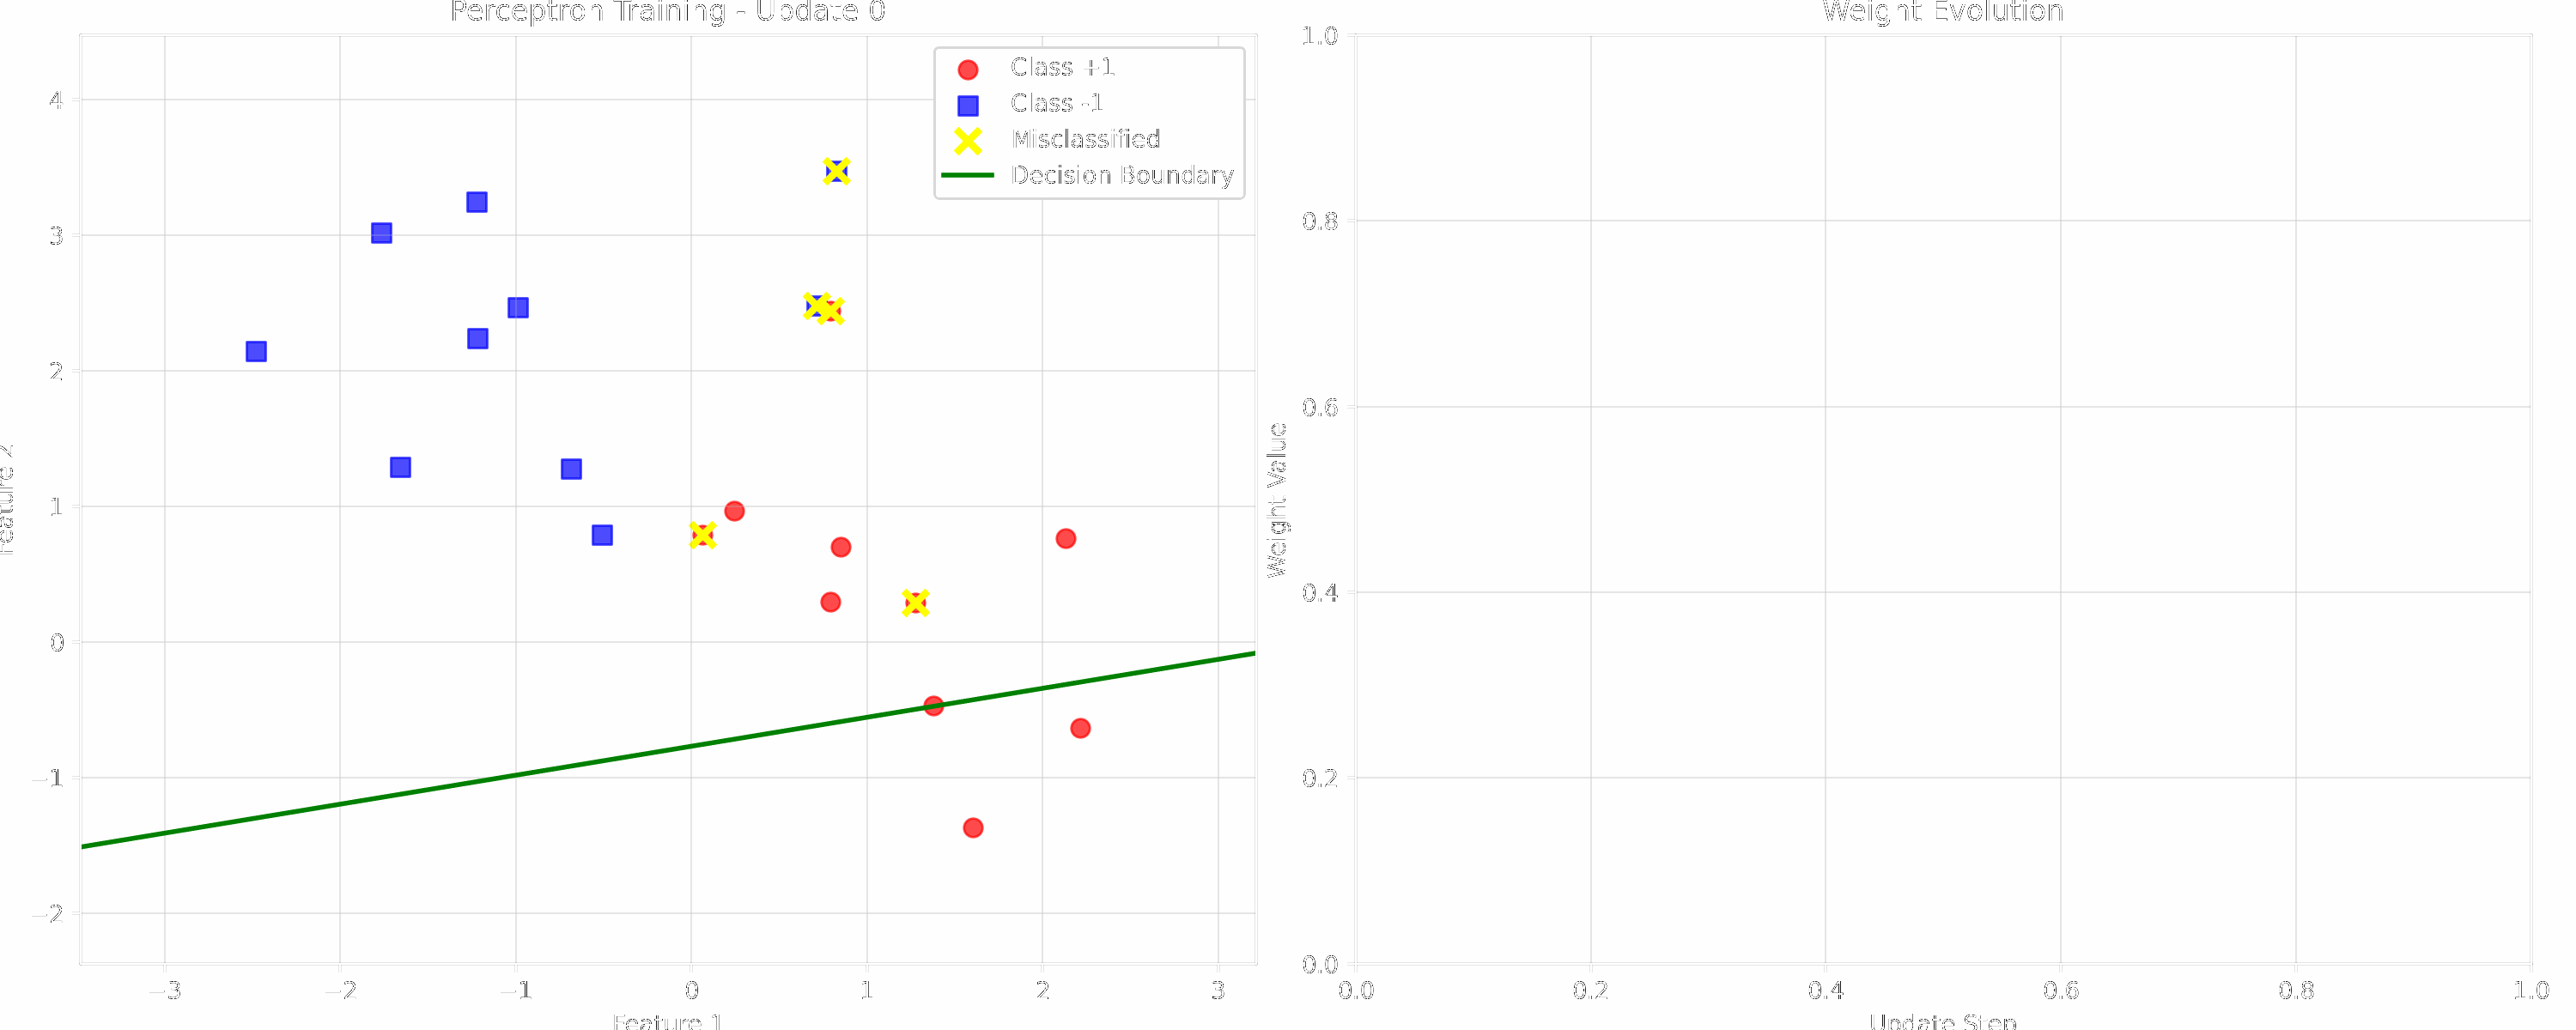 Perceptron Training - Update 0
Class +1
Class -1
Misclassified
Decision Boundary
4
3
2
1
0
−1
−2
−3
−2
−1
0
1
2
3
Feature 1
Feature 2
Weight Evolution
1.0
0.8
0.6
0.4
0.2
0.0
0.0
0.2
0.4
0.6
0.8
1.0
Update Step
Weight Value